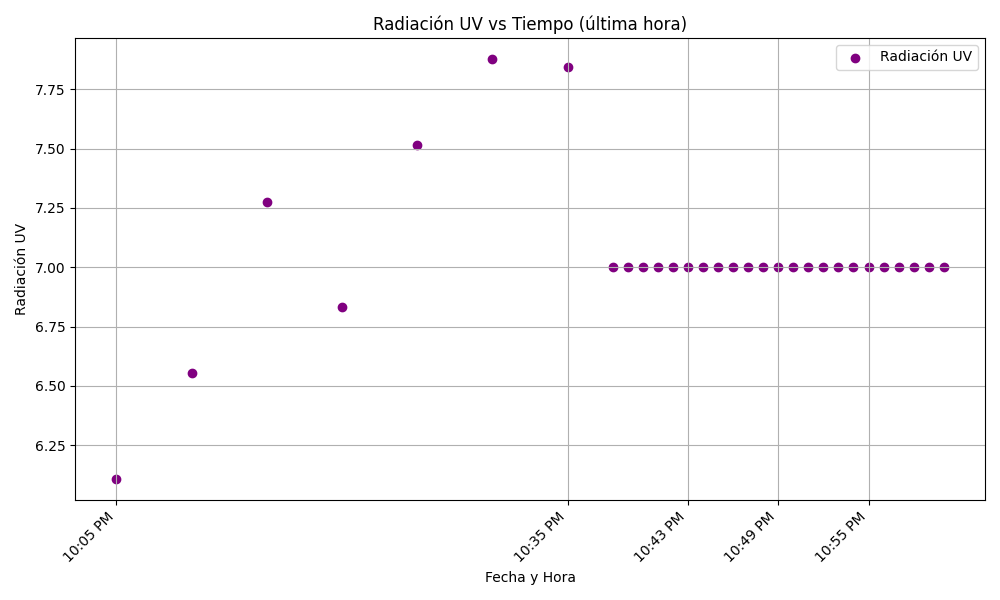 Radiación UV vs Tiempo (última hora)
Radiación UV
7.75
7.50
7.25
7.00
6.75
6.50
6.25
Radiación UV
10:05 PM
10:35 PM
10:43 PM
10:49 PM
10:55 PM
Fecha y Hora